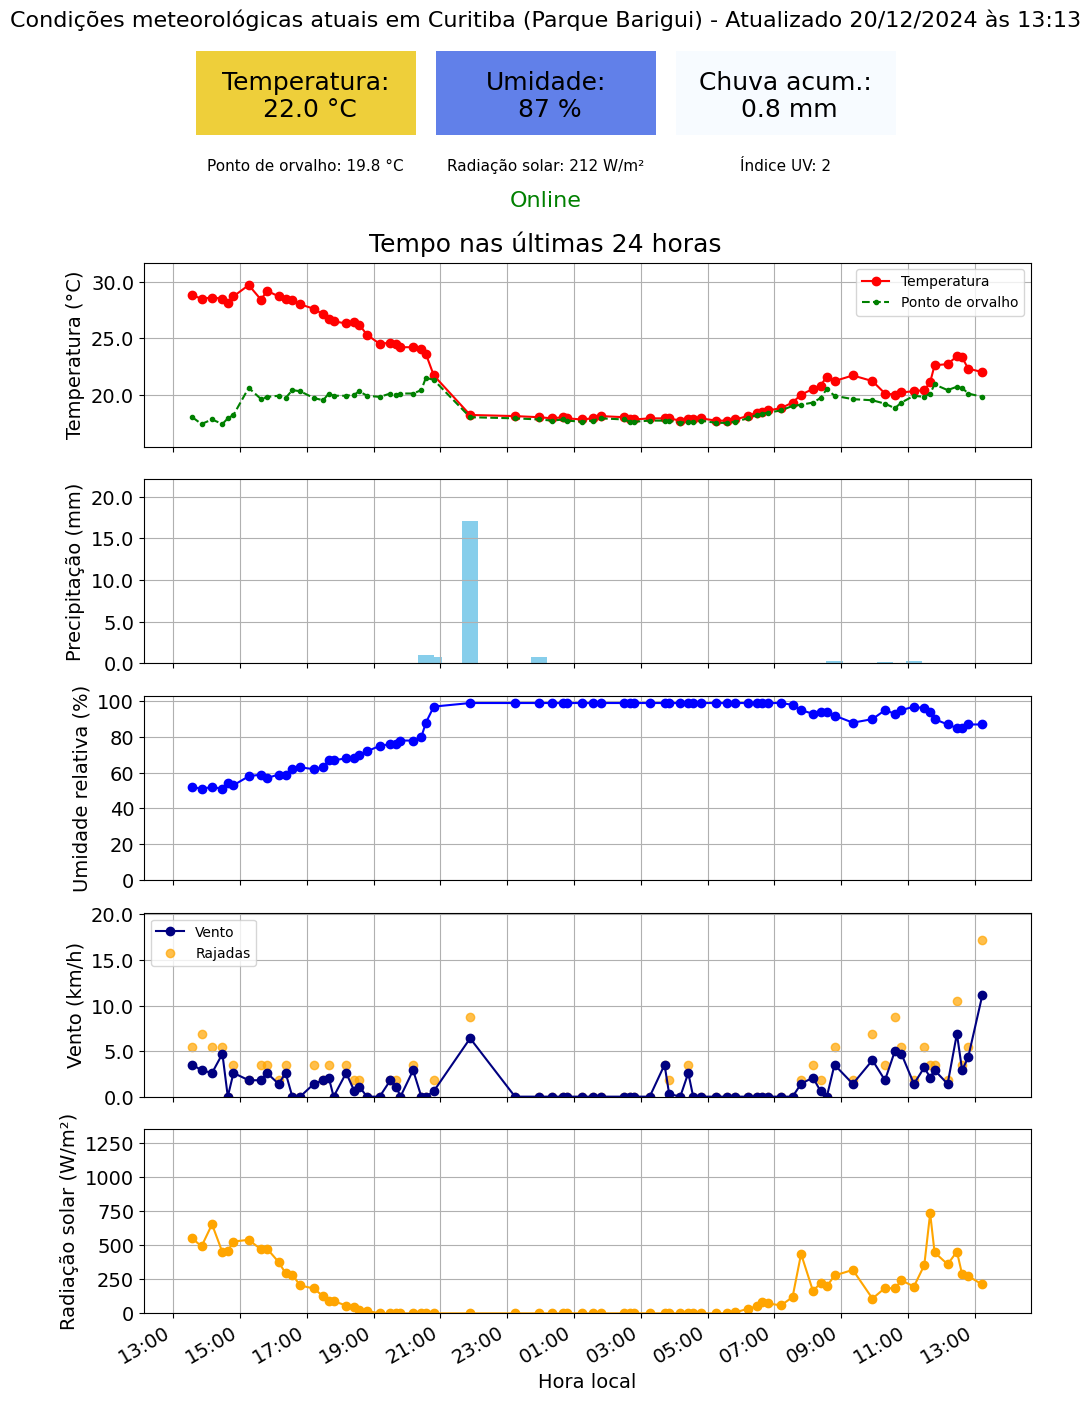 Condições meteorológicas atuais em Curitiba (Parque Barigui) - Atualizado 20/12/2024 às 13:13
Temperatura:
22.0 °C
Umidade:
87 %
Chuva acum.:
0.8 mm
Ponto de orvalho: 19.8 °C
Radiação solar: 212 W/m²
Índice UV: 2
Online
Tempo nas últimas 24 horas
Temperatura (°C)
30.0
25.0
20.0
Temperatura
Ponto de orvalho
Precipitação (mm)
20.0
15.0
10.0
5.0
0.0
Umidade relativa (%)
100
80
60
40
20
0
Vento (km/h)
20.0
15.0
10.0
5.0
0.0
Vento
Rajadas
Radiação solar (W/m²)
1250
1000
750
500
250
0
13:00 15:00 17:00 19:00 21:00 23:00 01:00 03:00 05:00 07:00 09:00 11:00 13:00
Hora local